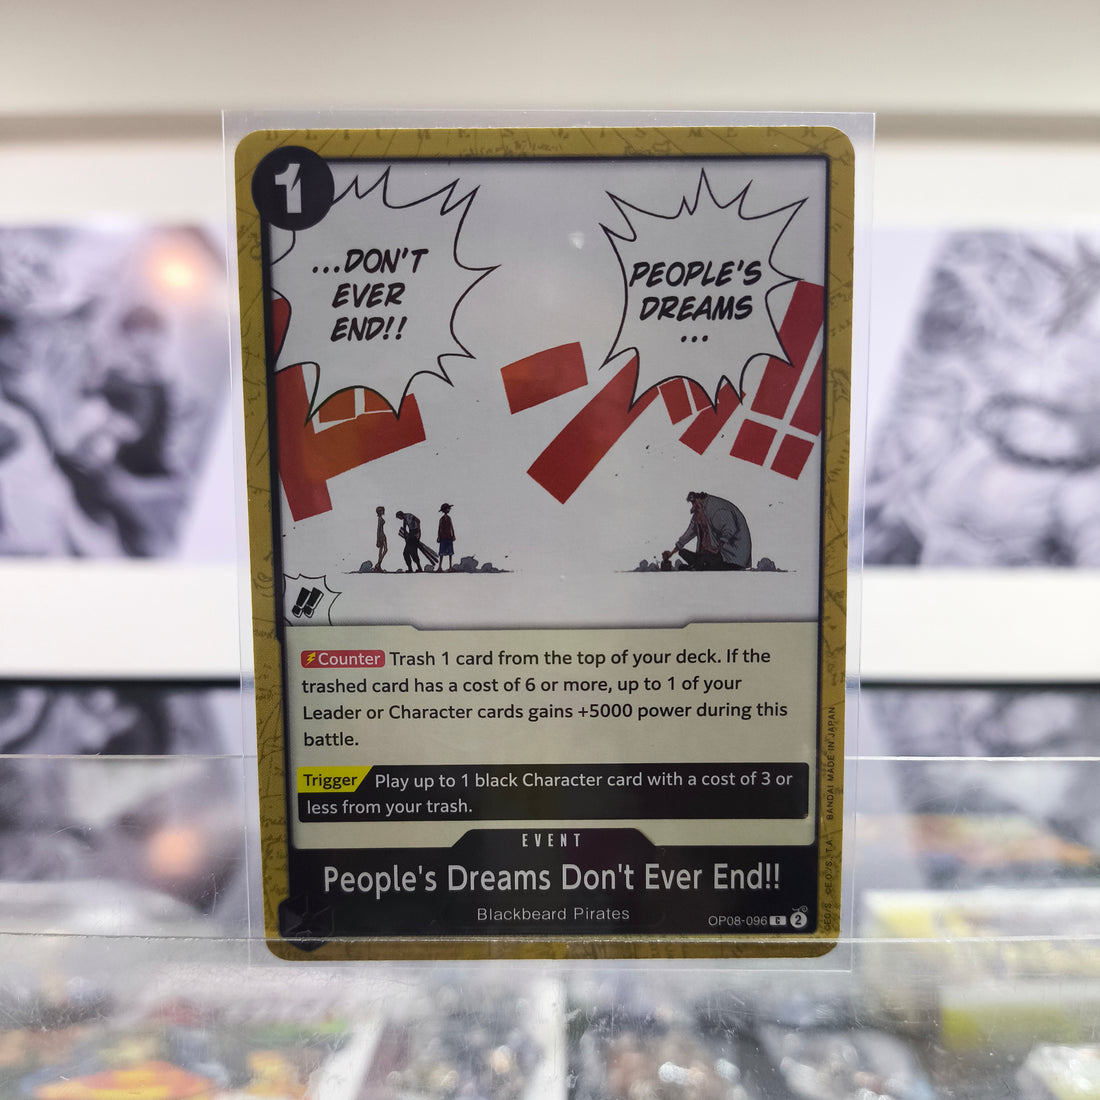 1
...DON'T
EVER
END!!
PEOPLE'S
DREAMS
...
!!
Counter Trash 1 card from the top of your deck. If the
trashed card has a cost of 6 or more, up to 1 of your
Leader or Character cards gains +5000 power during this
battle.
Trigger Play up to 1 black Character card with a cost of 3 or
less from your trash.
EVENT
People's Dreams Don't Ever End!!
Blackbeard Pirates
OP08-096 C 2
©E.O./S. ©E.O./S.,T.A. BANDAI MADE IN JAPAN